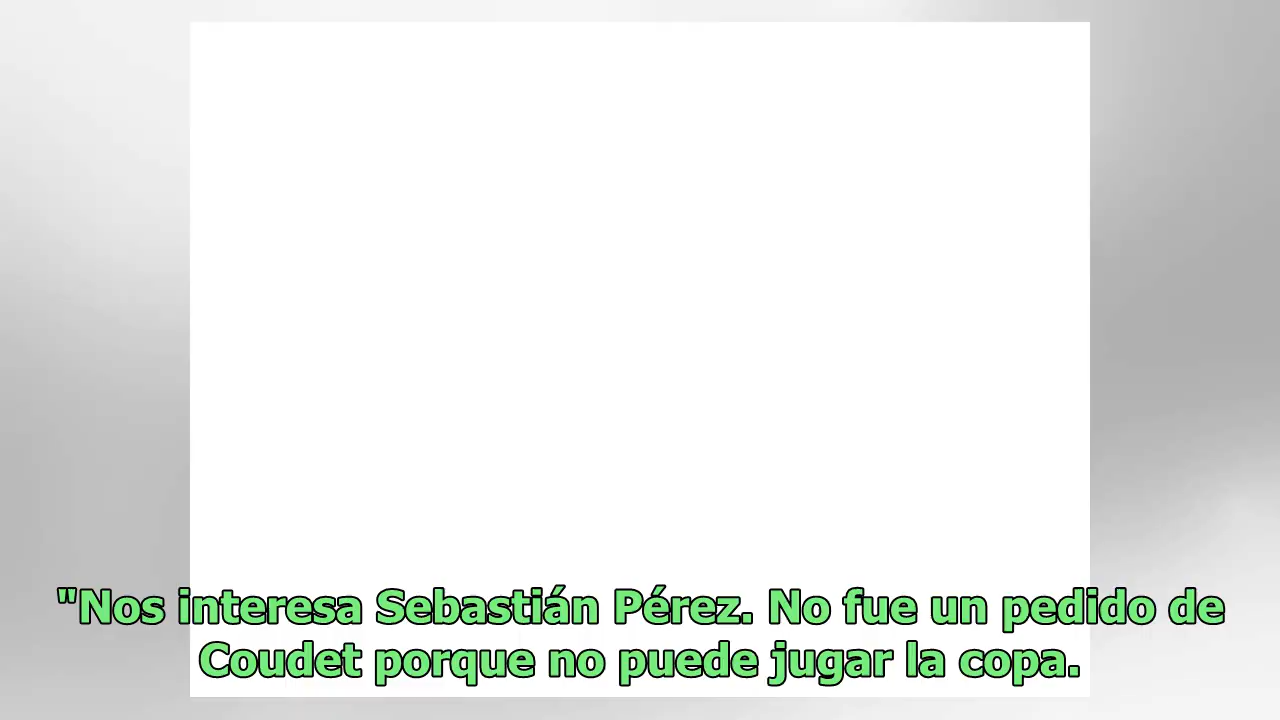 "Nos interesa Sebastián Pérez. No fue un pedido de
Coudet porque no puede jugar la copa.